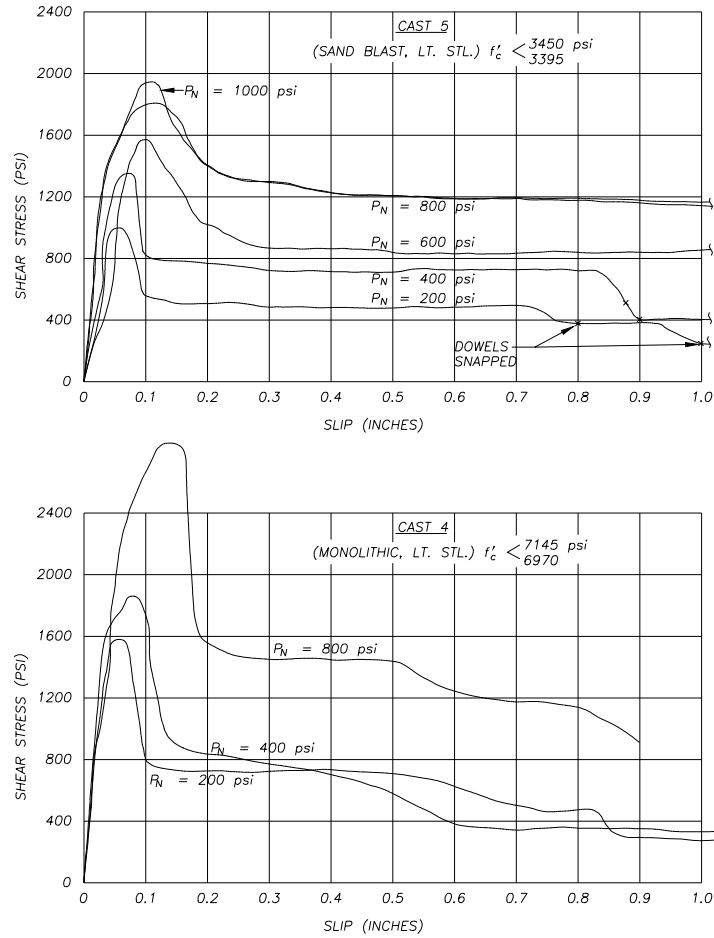 2400
CAST 5
(SAND BLAST, LT. STL.) f'c < 3450 psi
3395
2000
PN = 1000 psi
1600
SHEAR STRESS (PSI)
1200
PN = 800 psi
PN = 600 psi
800
PN = 400 psi
PN = 200 psi
400
DOWELS
SNAPPED
0
0 0.1 0.2 0.3 0.4 0.5 0.6 0.7 0.8 0.9 1.0
SLIP (INCHES)
2400
CAST 4
(MONOLITHIC, LT. STL.) f'c < 7145 psi
6970
2000
1600
PN = 800 psi
SHEAR STRESS (PSI)
1200
PN = 400 psi
800
PN = 200 psi
400
0
0 0.1 0.2 0.3 0.4 0.5 0.6 0.7 0.8 0.9 1.0
SLIP (INCHES)